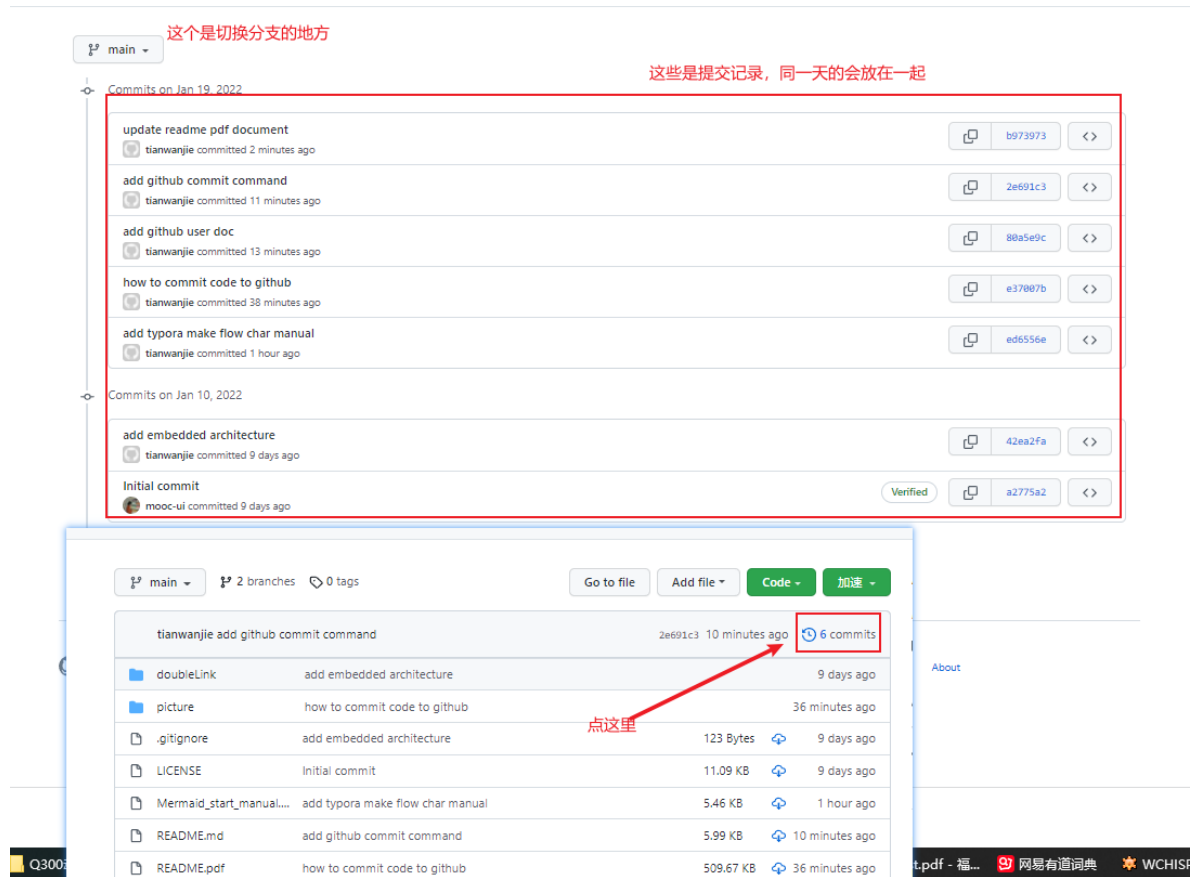 这个是切换分支的地方
main
这些是提交记录，同一天的会放在一起
Commits on Jan 19, 2022
update readme pdf document
tianwanjie committed 2 minutes ago
b973973
add github commit command
tianwanjie committed 11 minutes ago
2e691c3
add github user doc
tianwanjie committed 13 minutes ago
80a5e9c
how to commit code to github
tianwanjie committed 38 minutes ago
e37007b
add typora make flow char manual
tianwanjie committed 1 hour ago
ed6556e
Commits on Jan 10, 2022
add embedded architecture
tianwanjie committed 9 days ago
42ea2fa
Initial commit
mooc-ui committed 9 days ago
Verified
a2775a2
main 2 branches 0 tags Go to file Add file Code 加速
tianwanjie add github commit command 2e691c3 10 minutes ago 6 commits
doubleLink add embedded architecture 9 days ago
About
picture how to commit code to github 36 minutes ago
点这里
.gitignore add embedded architecture 123 Bytes 9 days ago
LICENSE Initial commit 11.09 KB 9 days ago
Mermaid_start_manual.... add typora make flow char manual 5.46 KB 1 hour ago
README.md add github commit command 5.99 KB 10 minutes ago
README.pdf how to commit code to github 509.67 KB 36 minutes ago
Q300 t.pdf - 福... 网易有道词典 WCHISP